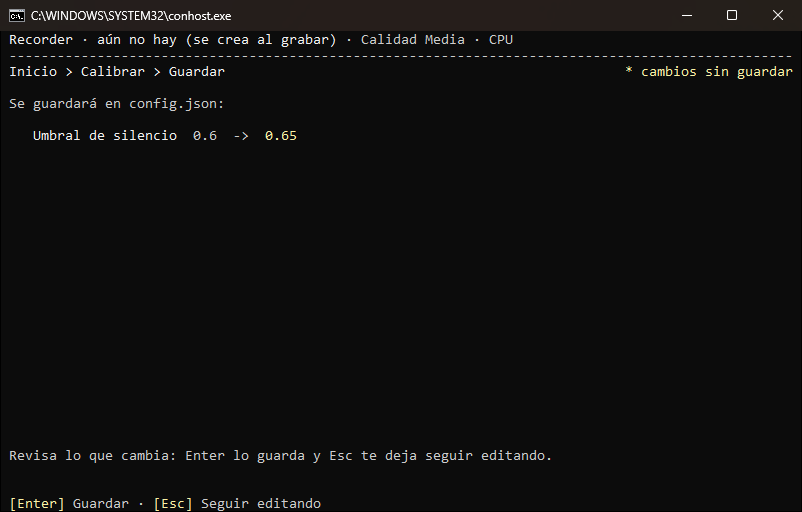 C:\WINDOWS\SYSTEM32\conhost.exe
Recorder · aún no hay (se crea al grabar) · Calidad Media · CPU
Inicio > Calibrar > Guardar * cambios sin guardar
Se guardará en config.json:
Umbral de silencio 0.6 -> 0.65
Revisa lo que cambia: Enter lo guarda y Esc te deja seguir editando.
[Enter] Guardar · [Esc] Seguir editando